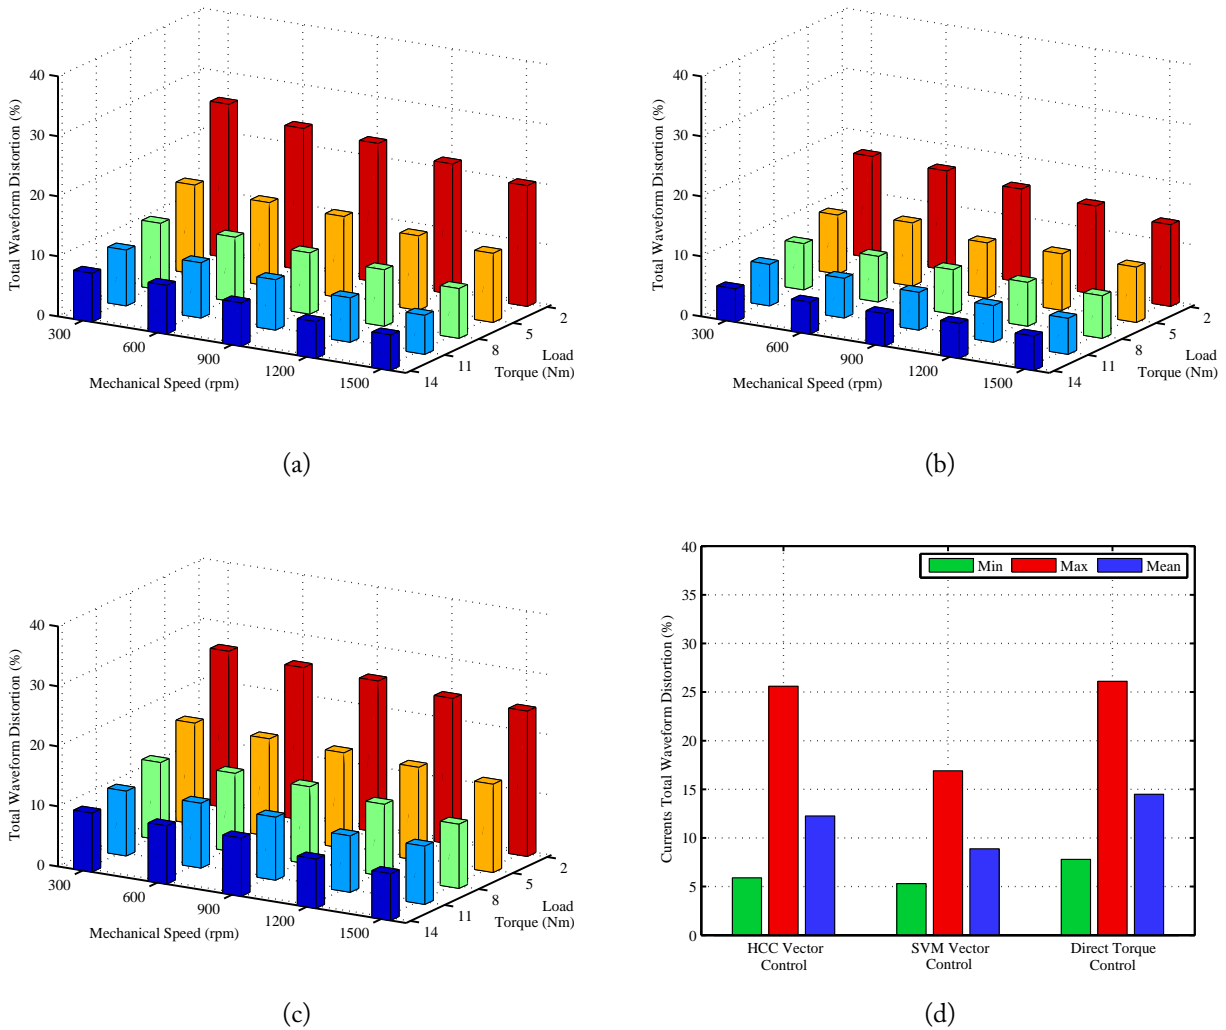 40
30
20
10
0
Total Waveform Distortion (%)
300
600
900
1200
1500
Mechanical Speed (rpm)
2
5
8
11
14
Load
Torque (Nm)
(a)
40
30
20
10
0
Total Waveform Distortion (%)
300
600
900
1200
1500
Mechanical Speed (rpm)
2
5
8
11
14
Load
Torque (Nm)
(b)
40
30
20
10
0
Total Waveform Distortion (%)
300
600
900
1200
1500
Mechanical Speed (rpm)
2
5
8
11
14
Load
Torque (Nm)
(c)
40
35
30
25
20
15
10
5
0
Currents Total Waveform Distortion (%)
Min Max Mean
HCC Vector
Control
SVM Vector
Control
Direct Torque
Control
(d)